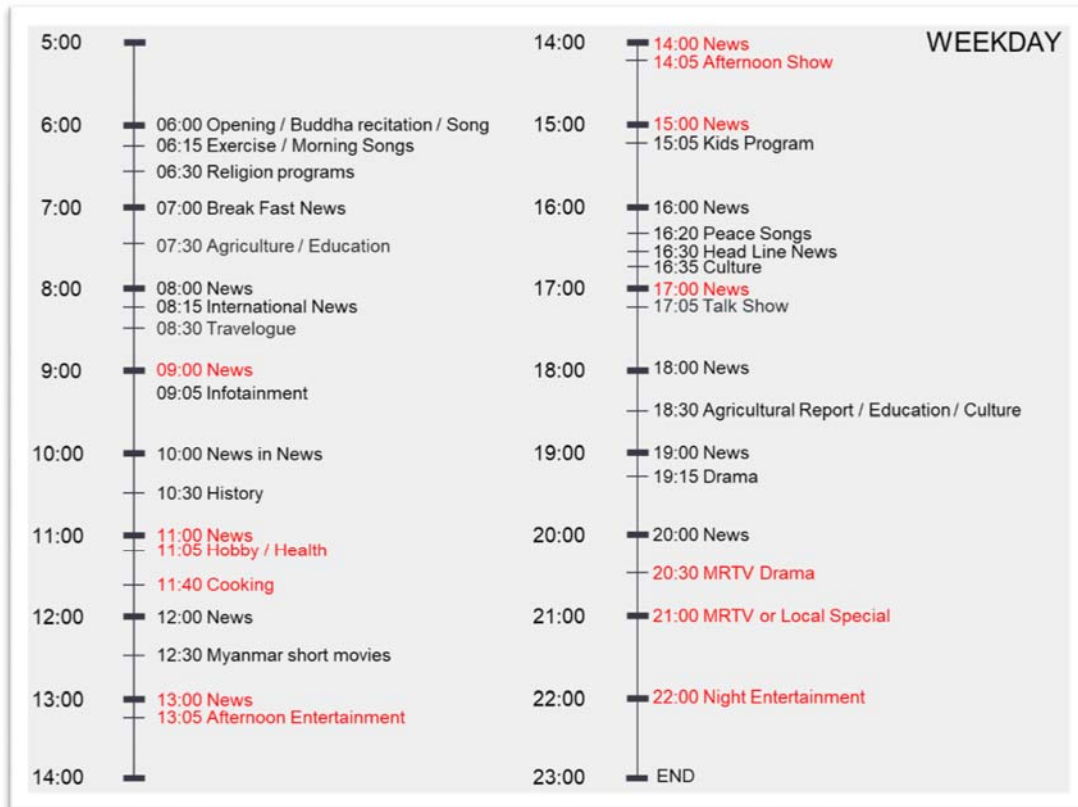 WEEKDAY
5:00
6:00 06:00 Opening / Buddha recitation / Song
06:15 Exercise / Morning Songs
06:30 Religion programs
7:00 07:00 Break Fast News
07:30 Agriculture / Education
8:00 08:00 News
08:15 International News
08:30 Travelogue
9:00 09:00 News
09:05 Infotainment
10:00 10:00 News in News
10:30 History
11:00 11:00 News
11:05 Hobby / Health
11:40 Cooking
12:00 12:00 News
12:30 Myanmar short movies
13:00 13:00 News
13:05 Afternoon Entertainment
14:00
14:00 14:00 News
14:05 Afternoon Show
15:00 15:00 News
15:05 Kids Program
16:00 16:00 News
16:20 Peace Songs
16:30 Head Line News
16:35 Culture
17:00 17:00 News
17:05 Talk Show
18:00 18:00 News
18:30 Agricultural Report / Education / Culture
19:00 19:00 News
19:15 Drama
20:00 20:00 News
20:30 MRTV Drama
21:00 21:00 MRTV or Local Special
22:00 22:00 Night Entertainment
23:00 END